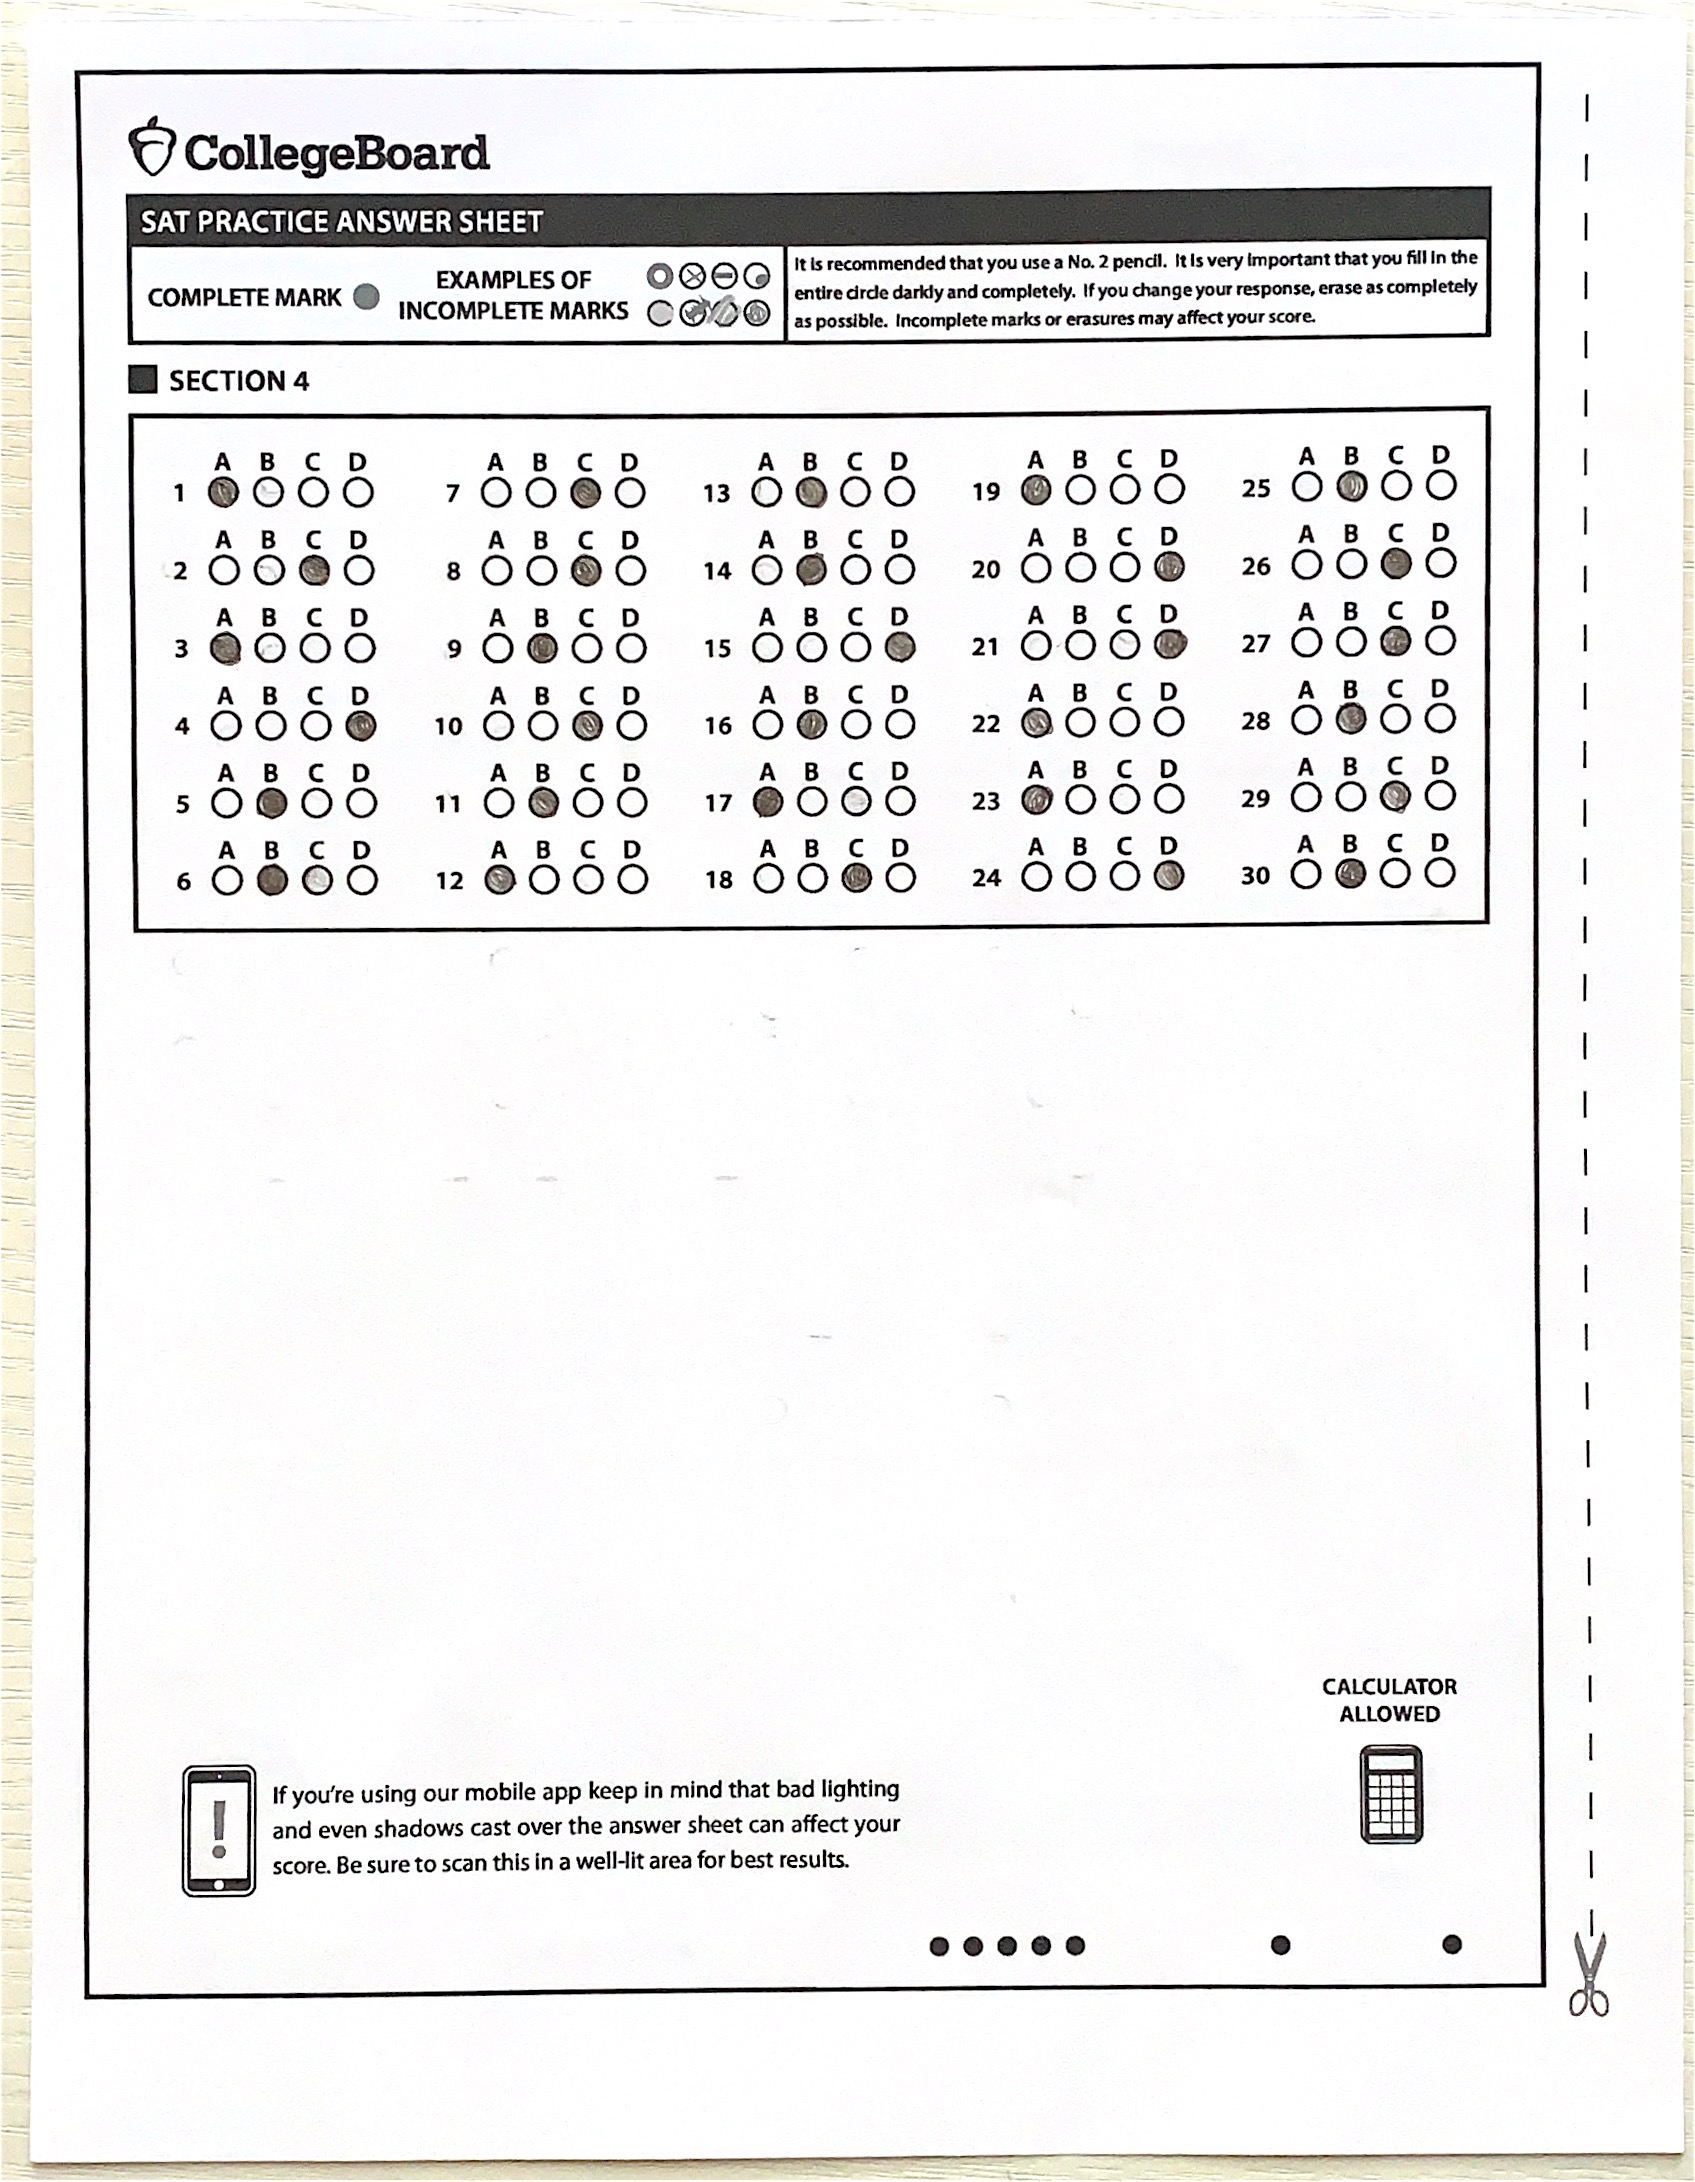 CollegeBoard
SAT PRACTICE ANSWER SHEET
COMPLETE MARK
EXAMPLES OF
INCOMPLETE MARKS
It is recommended that you use a No. 2 pencil. It is very important that you fill in the
entire circle darkly and completely. If you change your response, erase as completely
as possible. Incomplete marks or erasures may affect your score.
SECTION 4
A B C D A B C D A B C D A B C D A B C D
1 7 13 19 25
A B C D A B C D A B C D A B C D A B C D
2 8 14 20 26
A B C D A B C D A B C D A B C D A B C D
3 9 15 21 27
A B C D A B C D A B C D A B C D A B C D
4 10 16 22 28
A B C D A B C D A B C D A B C D A B C D
5 11 17 23 29
A B C D A B C D A B C D A B C D A B C D
6 12 18 24 30
CALCULATOR
ALLOWED
If you're using our mobile app keep in mind that bad lighting
and even shadows cast over the answer sheet can affect your
score. Be sure to scan this in a well-lit area for best results.